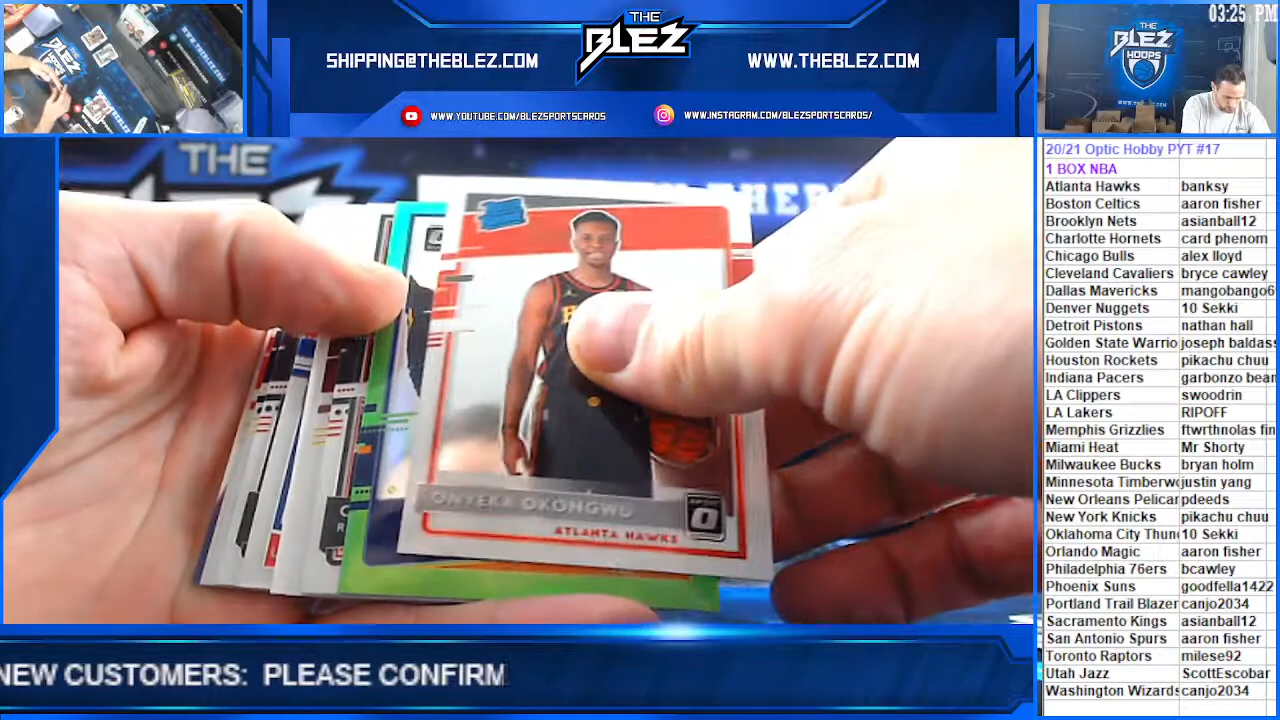 03:25 PM
THE
BLEZ
SHIPPING@THEBLEZ.COM
WWW.THEBLEZ.COM
WWW.YOUTUBE.COM/BLEZSPORTSCARDS
WWW.INSTAGRAM.COM/BLEZSPORTSCARDS/
THE
BLEZ
HOOPS
THE
ONYEKA OKONGWU
ATLANTA HAWKS
20/21 Optic Hobby PYT #17
1 BOX NBA
Atlanta Hawks banksy
Boston Celtics aaron fisher
Brooklyn Nets asianball12
Charlotte Hornets card phenom
Chicago Bulls alex lloyd
Cleveland Cavaliers bryce cawley
Dallas Mavericks mangobango6
Denver Nuggets 10 Sekki
Detroit Pistons nathan hall
Golden State Warrio joseph baldass
Houston Rockets pikachu chuu
Indiana Pacers garbonzo bean
LA Clippers swoodrin
LA Lakers RIPOFF
Memphis Grizzlies ftwrthnolas fin
Miami Heat Mr Shorty
Milwaukee Bucks bryan holm
Minnesota Timberwo justin yang
New Orleans Pelican pdeeds
New York Knicks pikachu chuu
Oklahoma City Thun 10 Sekki
Orlando Magic aaron fisher
Philadelphia 76ers bcawley
Phoenix Suns goodfella1422
Portland Trail Blazer canjo2034
Sacramento Kings asianball12
San Antonio Spurs aaron fisher
Toronto Raptors milese92
Utah Jazz ScottEscobar
Washington Wizards canjo2034
NEW CUSTOMERS: PLEASE CONFIRM